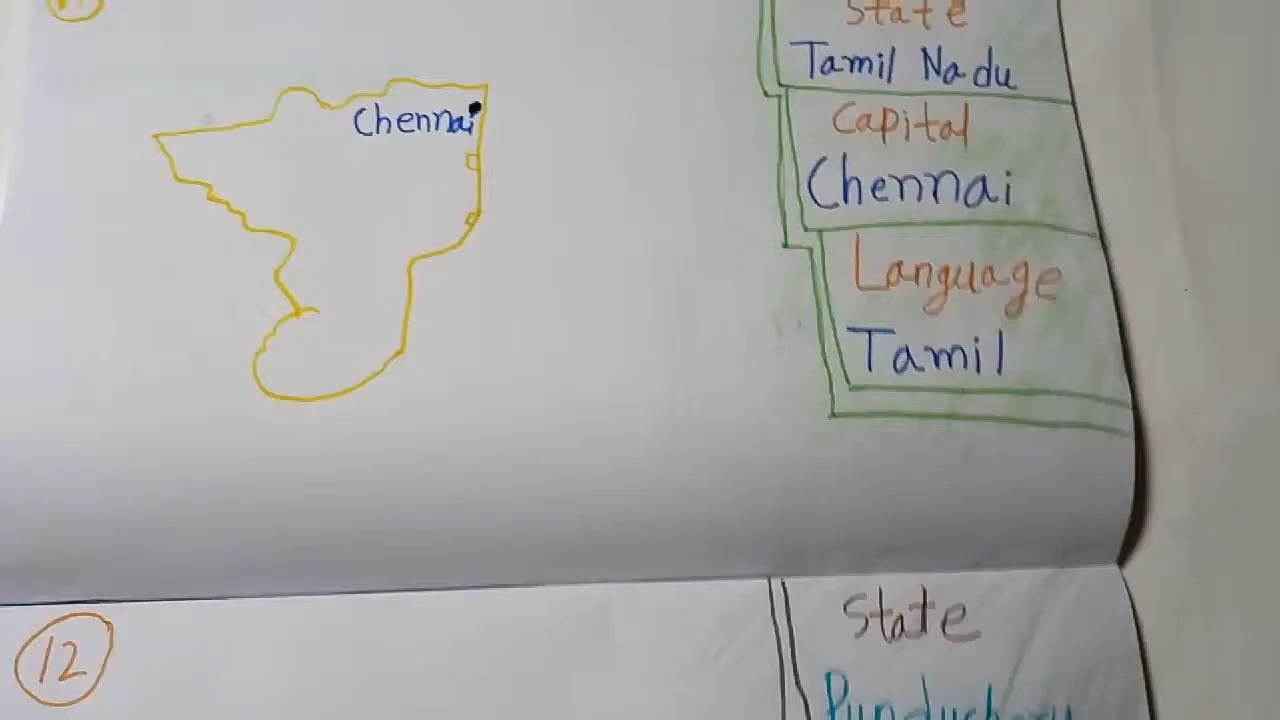 State
Tamil Nadu
Chennai
Capital
Chennai
Language
Tamil
12
State